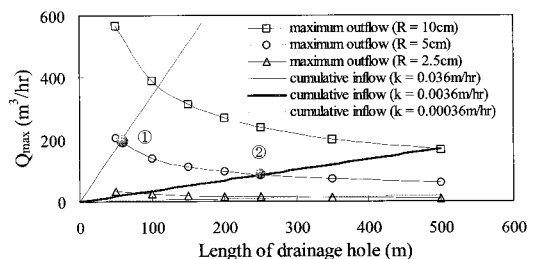 600
400
200
0
Qmax (m³/hr)
maximum outflow (R = 10cm)
maximum outflow (R = 5cm)
maximum outflow (R = 2.5cm)
cumulative inflow (k = 0.036m/hr)
cumulative inflow (k = 0.0036m/hr)
cumulative inflow (k = 0.00036m/hr)
①
②
0 100 200 300 400 500 600
Length of drainage hole (m)